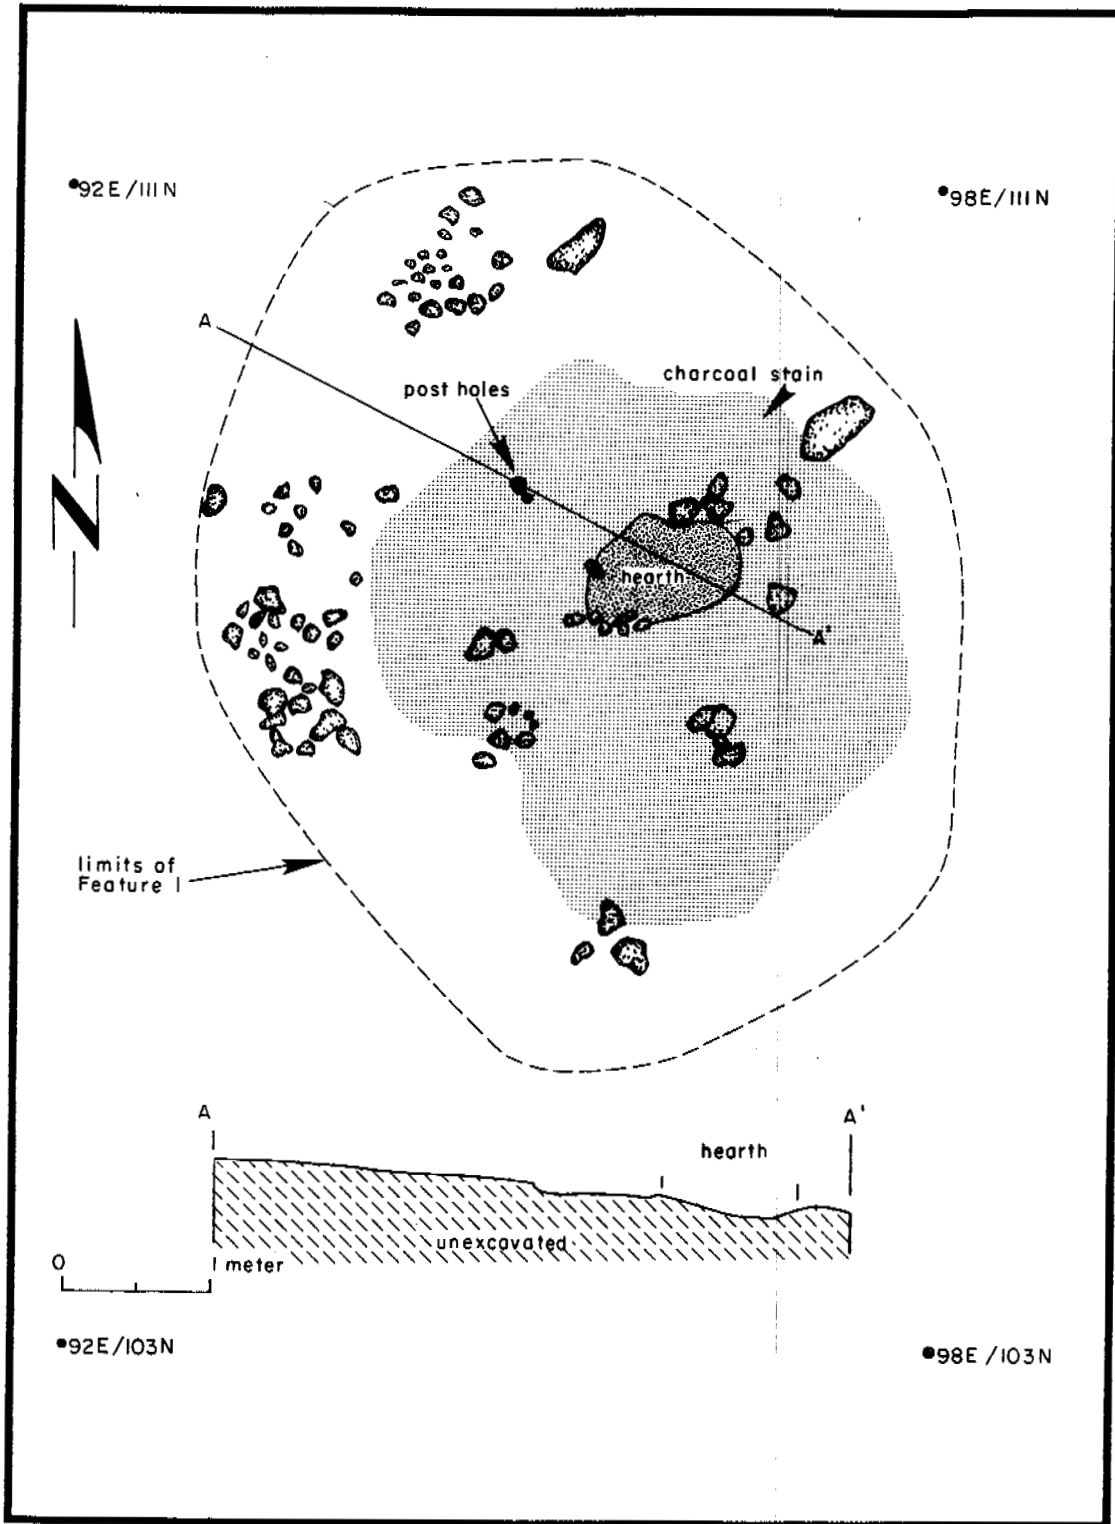 92E/111N
98E/111N
A
post holes
charcoal stain
N
hearth
A'
limits of
Feature 1
A
A'
hearth
unexcavated
0
1 meter
92E/103N
98E/103N